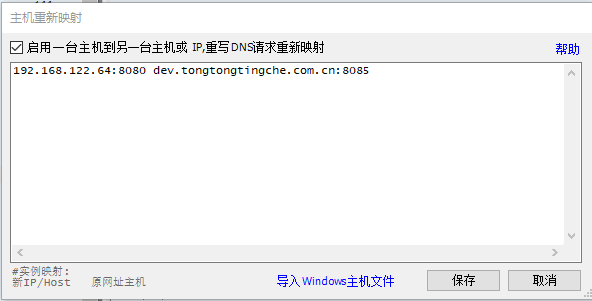 主机重新映射
启用一台主机到另一台主机或 IP,重写DNS请求重新映射
帮助
192.168.122.64:8080 dev.tongtongtingche.com.cn:8085
#实例映射:
新IP/Host 原网址主机
导入Windows主机文件
保存
取消